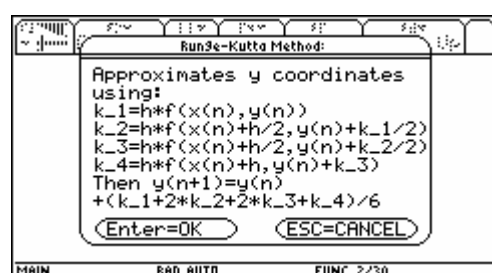 Runge-Kutta Method:
Approximates y coordinates
using:
k_1=h*f(x(n),y(n))
k_2=h*f(x(n)+h/2,y(n)+k_1/2)
k_3=h*f(x(n)+h/2,y(n)+k_2/2)
k_4=h*f(x(n)+h,y(n)+k_3)
Then y(n+1)=y(n)
+(k_1+2*k_2+2*k_3+k_4)/6
Enter=OK ESC=CANCEL
MAIN RAD AUTO FUNC 2/30